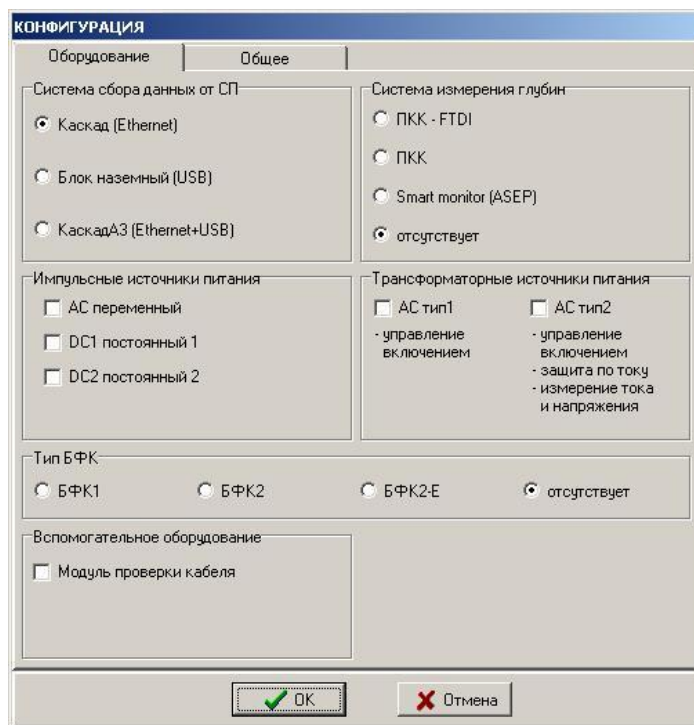 КОНФИГУРАЦИЯ
Оборудование
Общее
Система сбора данных от СП
Каскад (Ethernet)
Блок наземный (USB)
КаскадА3 (Ethernet+USB)
Система измерения глубин
ПКК - FTDI
ПКК
Smart monitor (ASEP)
отсутствует
Импульсные источники питания
AC переменный
DC1 постоянный 1
DC2 постоянный 2
Трансформаторные источники питания
AC тип1
- управление
включением
AC тип2
- управление
включением
- защита по току
- измерение тока
и напряжения
Тип БФК
БФК1
БФК2
БФК2-Е
отсутствует
Вспомогательное оборудование
Модуль проверки кабеля
OK
Отмена